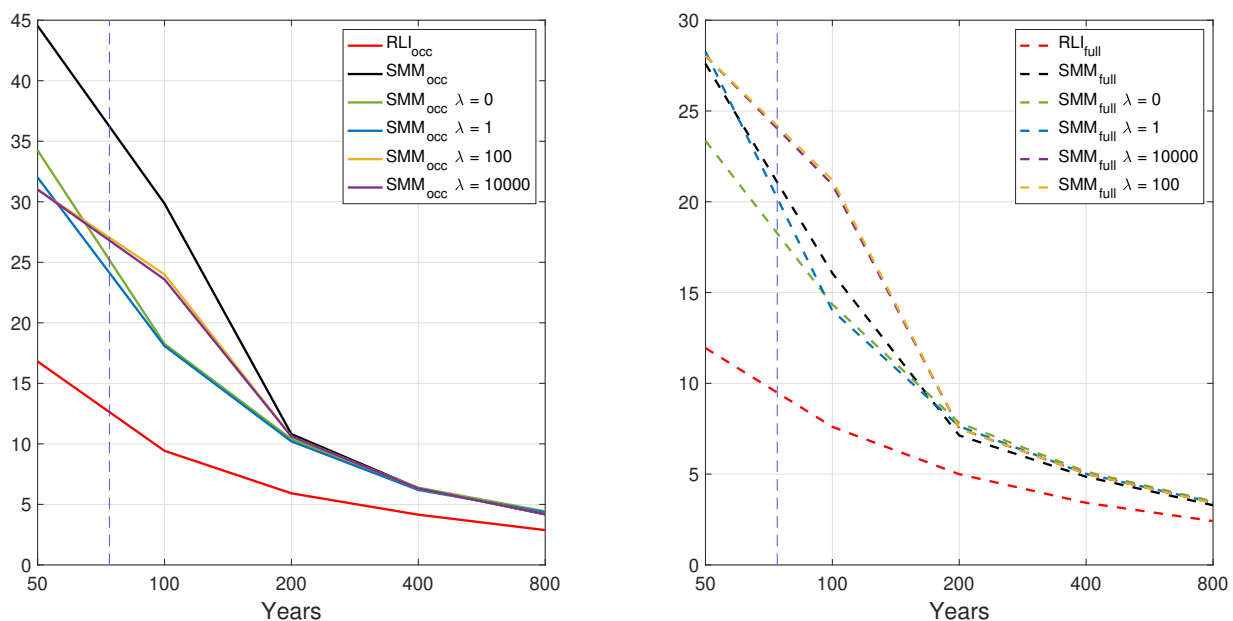 45
40
35
30
25
20
15
10
5
0
50
100
200
400
800
Years
RLI_occ
SMM_occ
SMM_occ λ = 0
SMM_occ λ = 1
SMM_occ λ = 100
SMM_occ λ = 10000
30
25
20
15
10
5
0
50
100
200
400
800
Years
RLI_full
SMM_full
SMM_full λ = 0
SMM_full λ = 1
SMM_full λ = 10000
SMM_full λ = 100